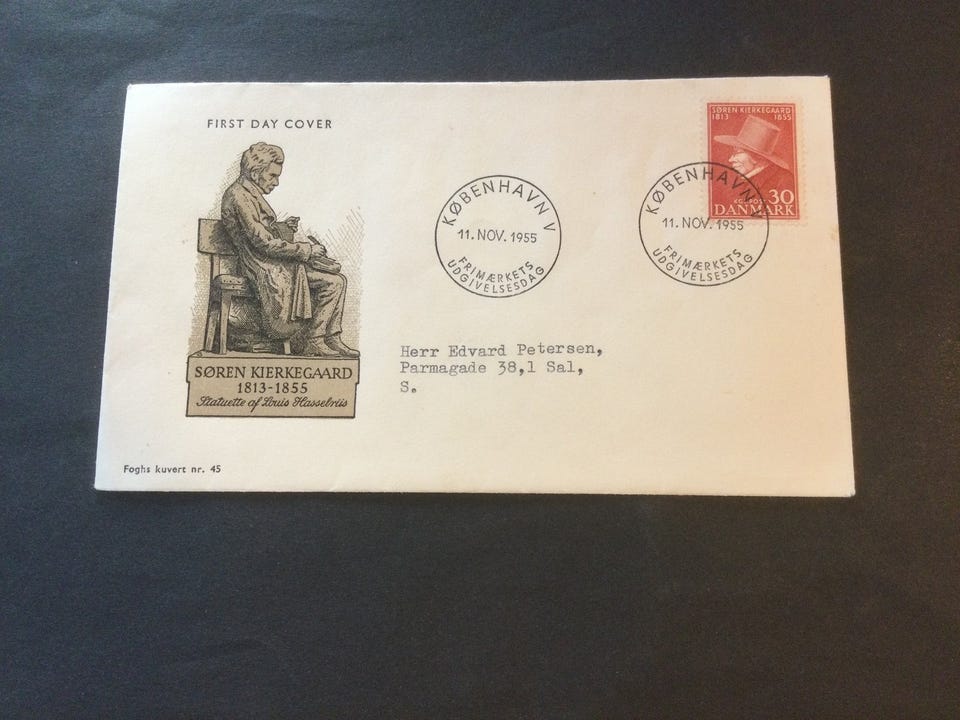 FIRST DAY COVER
SØREN KIERKEGAARD
1813-1855
Statuette af Louis Hasselriis
Foghs kuvert nr. 45
KØBENHAVN V
11. NOV. 1955
FRIMÆRKETS
UDGIVELSESDAG
SØREN KIERKEGAARD
1813 1855
KGL POST 30
DANMARK
KØBENHAVN V
11. NOV. 1955
FRIMÆRKETS
UDGIVELSESDAG
Herr Edvard Petersen,
Parmagade 38,1 Sal,
S.